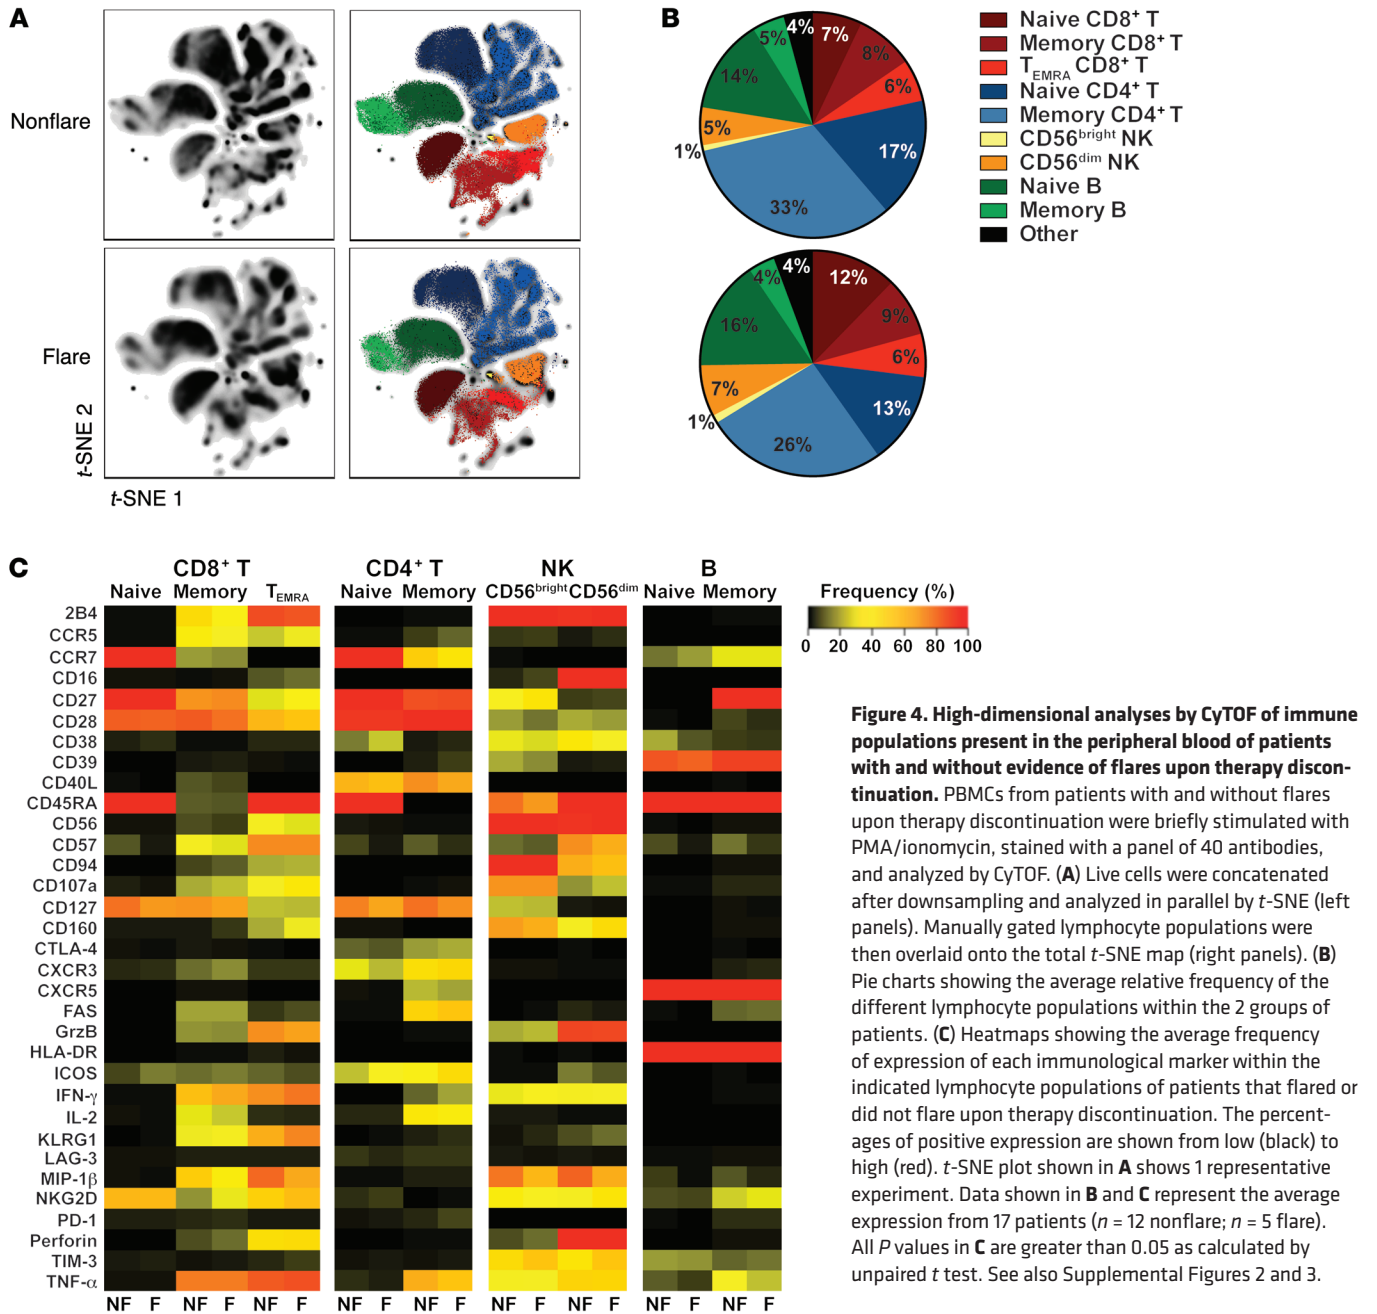 A
Nonflare
Flare
t-SNE 2
t-SNE 1
B
4%
7%
8%
6%
17%
33%
1%
5%
14%
5%
4%
12%
9%
6%
13%
26%
1%
7%
16%
4%
Naive CD8+ T
Memory CD8+ T
TEMRA CD8+ T
Naive CD4+ T
Memory CD4+ T
CD56bright NK
CD56dim NK
Naive B
Memory B
Other
C
CD8+ T
CD4+ T
NK
B
Naive Memory TEMRA
Naive Memory
CD56bright CD56dim
Naive Memory
2B4
CCR5
CCR7
CD16
CD27
CD28
CD38
CD39
CD40L
CD45RA
CD56
CD57
CD94
CD107a
CD127
CD160
CTLA-4
CXCR3
CXCR5
FAS
GrzB
HLA-DR
ICOS
IFN-γ
IL-2
KLRG1
LAG-3
MIP-1β
NKG2D
PD-1
Perforin
TIM-3
TNF-α
NF F NF F NF F
NF F NF F
NF F NF F
NF F NF F
Frequency (%)
0 20 40 60 80 100
Figure 4. High-dimensional analyses by CyTOF of immune
populations present in the peripheral blood of patients
with and without evidence of flares upon therapy discon-
tinuation. PBMCs from patients with and without flares
upon therapy discontinuation were briefly stimulated with
PMA/ionomycin, stained with a panel of 40 antibodies,
and analyzed by CyTOF. (A) Live cells were concatenated
after downsampling and analyzed in parallel by t-SNE (left
panels). Manually gated lymphocyte populations were
then overlaid onto the total t-SNE map (right panels). (B)
Pie charts showing the average relative frequency of the
different lymphocyte populations within the 2 groups of
patients. (C) Heatmaps showing the average frequency
of expression of each immunological marker within the
indicated lymphocyte populations of patients that flared or
did not flare upon therapy discontinuation. The percent-
ages of positive expression are shown from low (black) to
high (red). t-SNE plot shown in A shows 1 representative
experiment. Data shown in B and C represent the average
expression from 17 patients (n = 12 nonflare; n = 5 flare).
All P values in C are greater than 0.05 as calculated by
unpaired t test. See also Supplemental Figures 2 and 3.